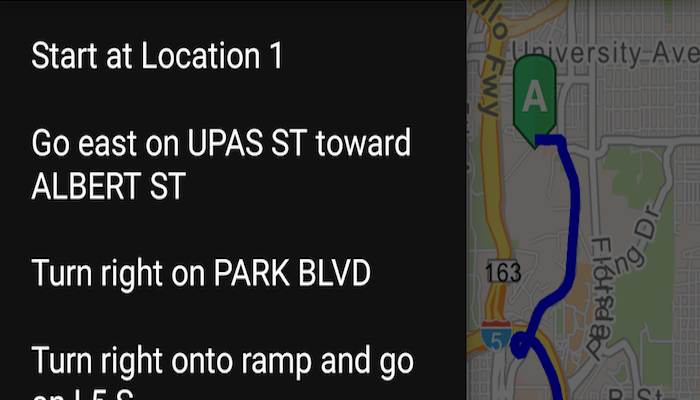 Start at Location 1
Go east on UPAS ST toward
ALBERT ST
Turn right on PARK BLVD
Turn right onto ramp and go
on I-5 S
llo Fwy
University Ave
A
163
5
Florida
Pershing Dr
B St